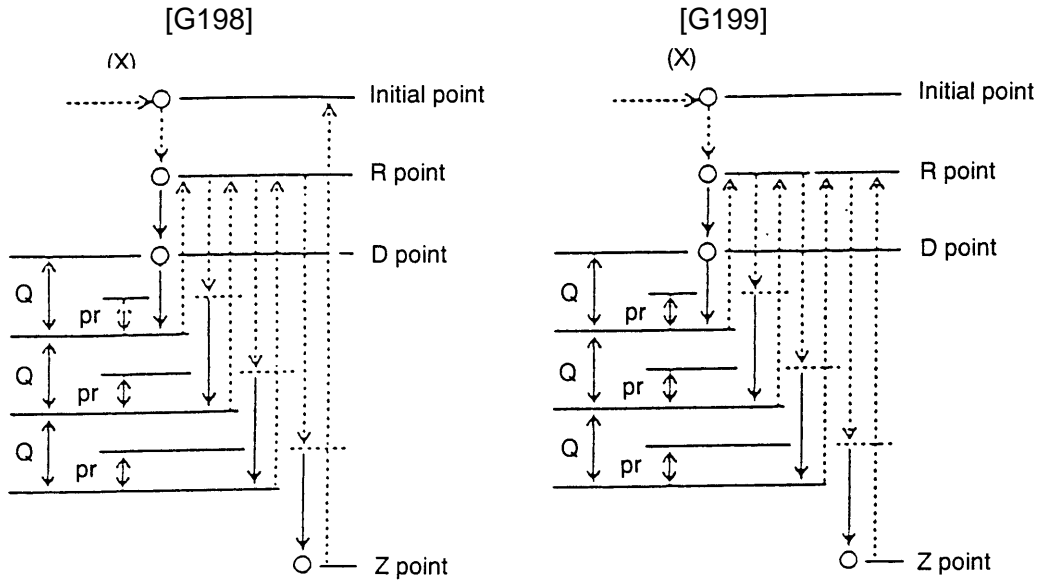 [G198]
(X)
Initial point
R point
D point
Q
pr
Q
pr
Q
pr
Z point
[G199]
(X)
Initial point
R point
D point
Q
pr
Q
pr
Q
pr
Z point